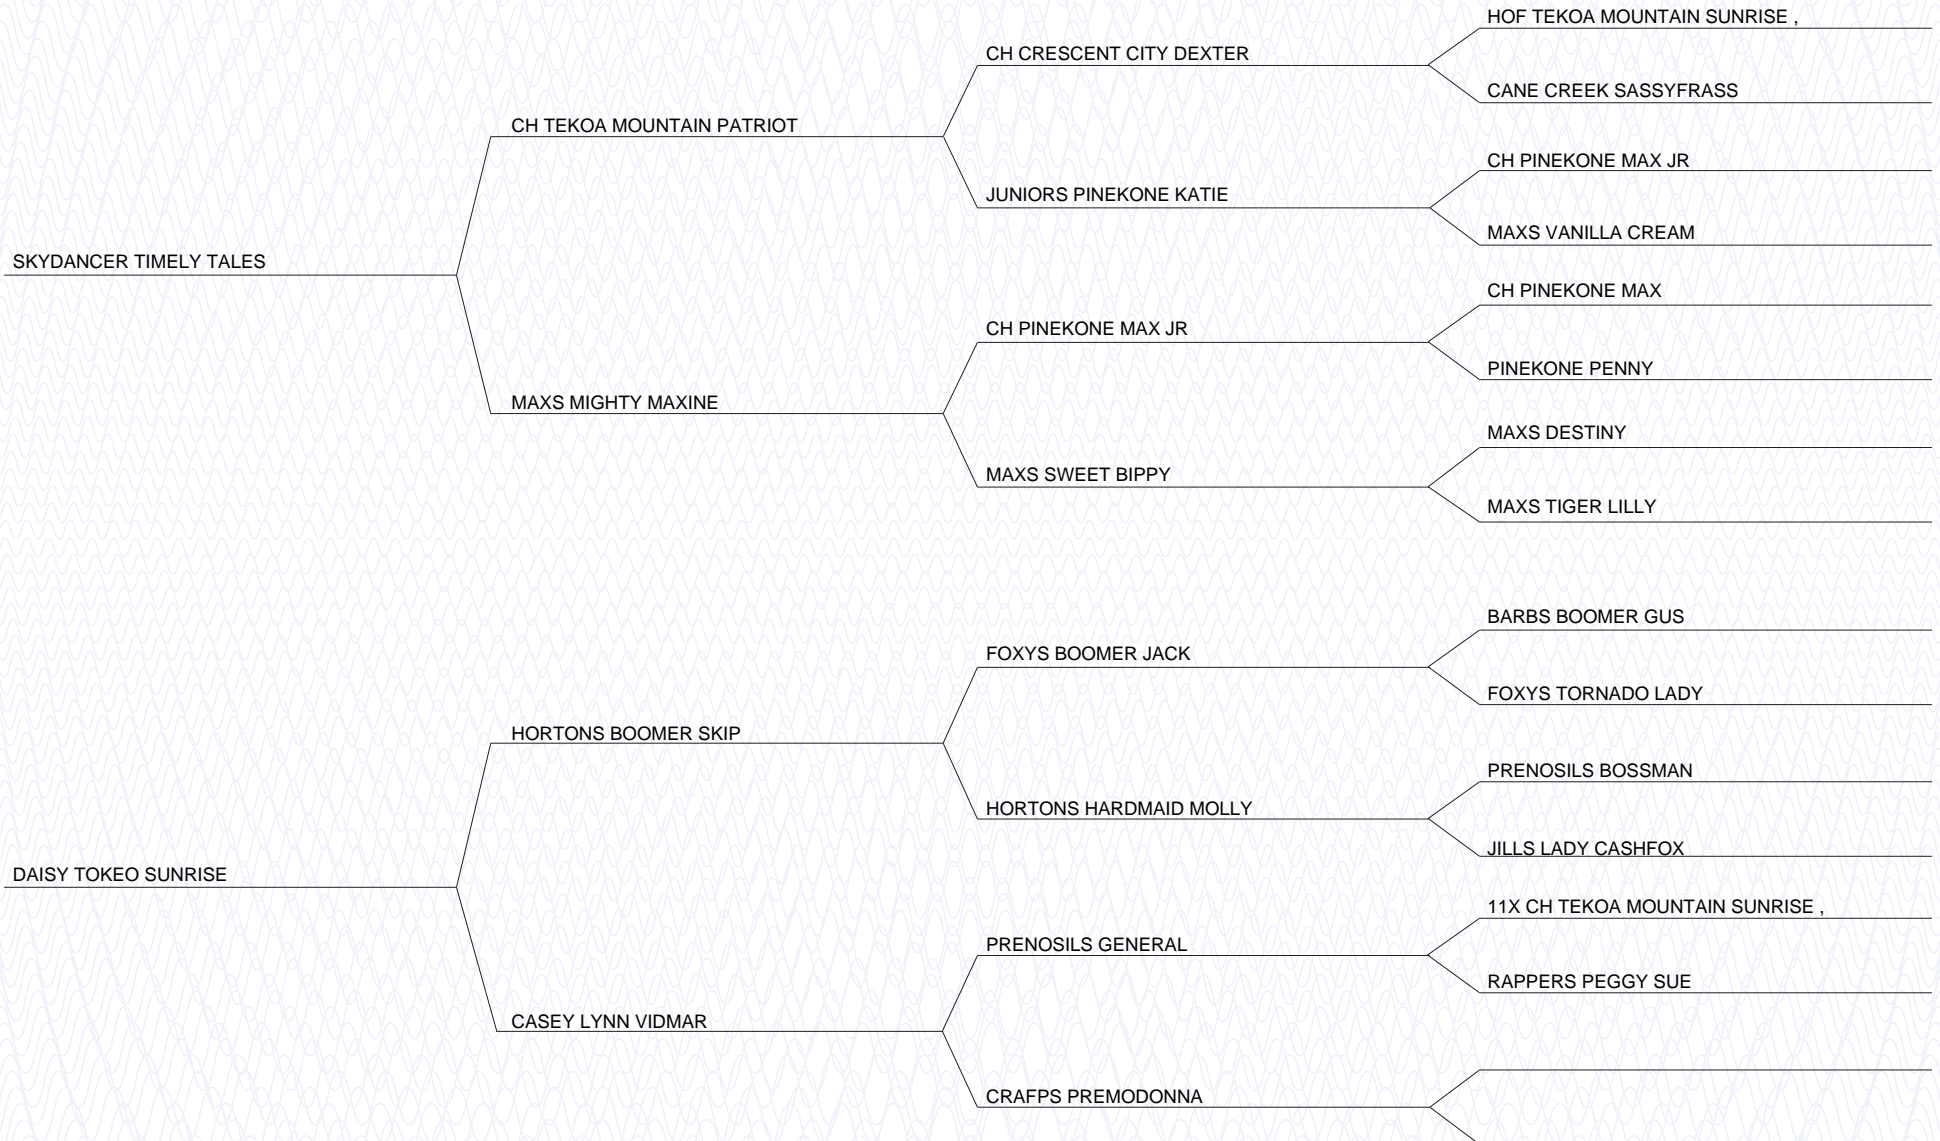 HOF TEKOA MOUNTAIN SUNRISE ,
CH CRESCENT CITY DEXTER
CANE CREEK SASSYFRASS
CH TEKOA MOUNTAIN PATRIOT
CH PINEKONE MAX JR
JUNIORS PINEKONE KATIE
MAXS VANILLA CREAM
SKYDANCER TIMELY TALES
CH PINEKONE MAX
CH PINEKONE MAX JR
PINEKONE PENNY
MAXS MIGHTY MAXINE
MAXS DESTINY
MAXS SWEET BIPPY
MAXS TIGER LILLY
BARBS BOOMER GUS
FOXYS BOOMER JACK
FOXYS TORNADO LADY
HORTONS BOOMER SKIP
PRENOSILS BOSSMAN
HORTONS HARDMAID MOLLY
JILLS LADY CASHFOX
DAISY TOKEO SUNRISE
11X CH TEKOA MOUNTAIN SUNRISE ,
PRENOSILS GENERAL
RAPPERS PEGGY SUE
CASEY LYNN VIDMAR
CRAFPS PREMODONNA